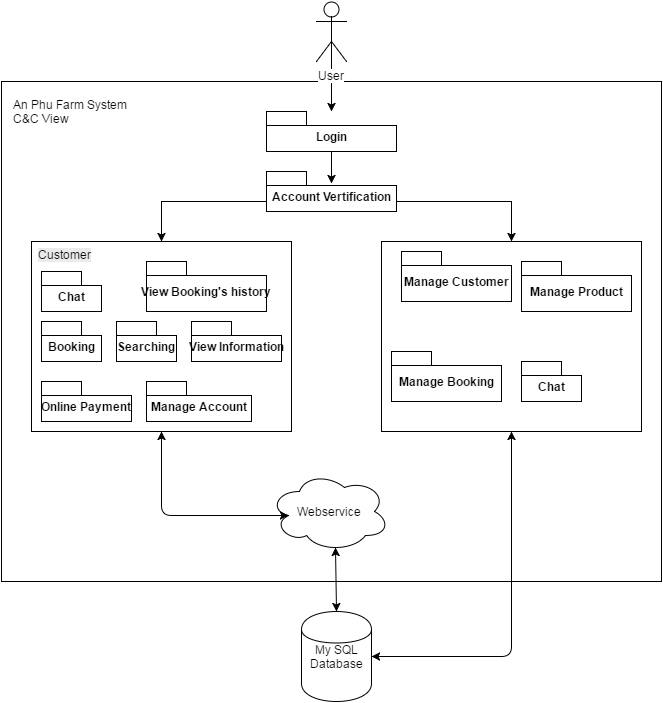 User
An Phu Farm System
C&C View
Login
Account Vertification
Customer
Chat
View Booking's history
Booking
Searching
View Information
Online Payment
Manage Account
Manage Customer
Manage Product
Manage Booking
Chat
Webservice
My SQL
Database